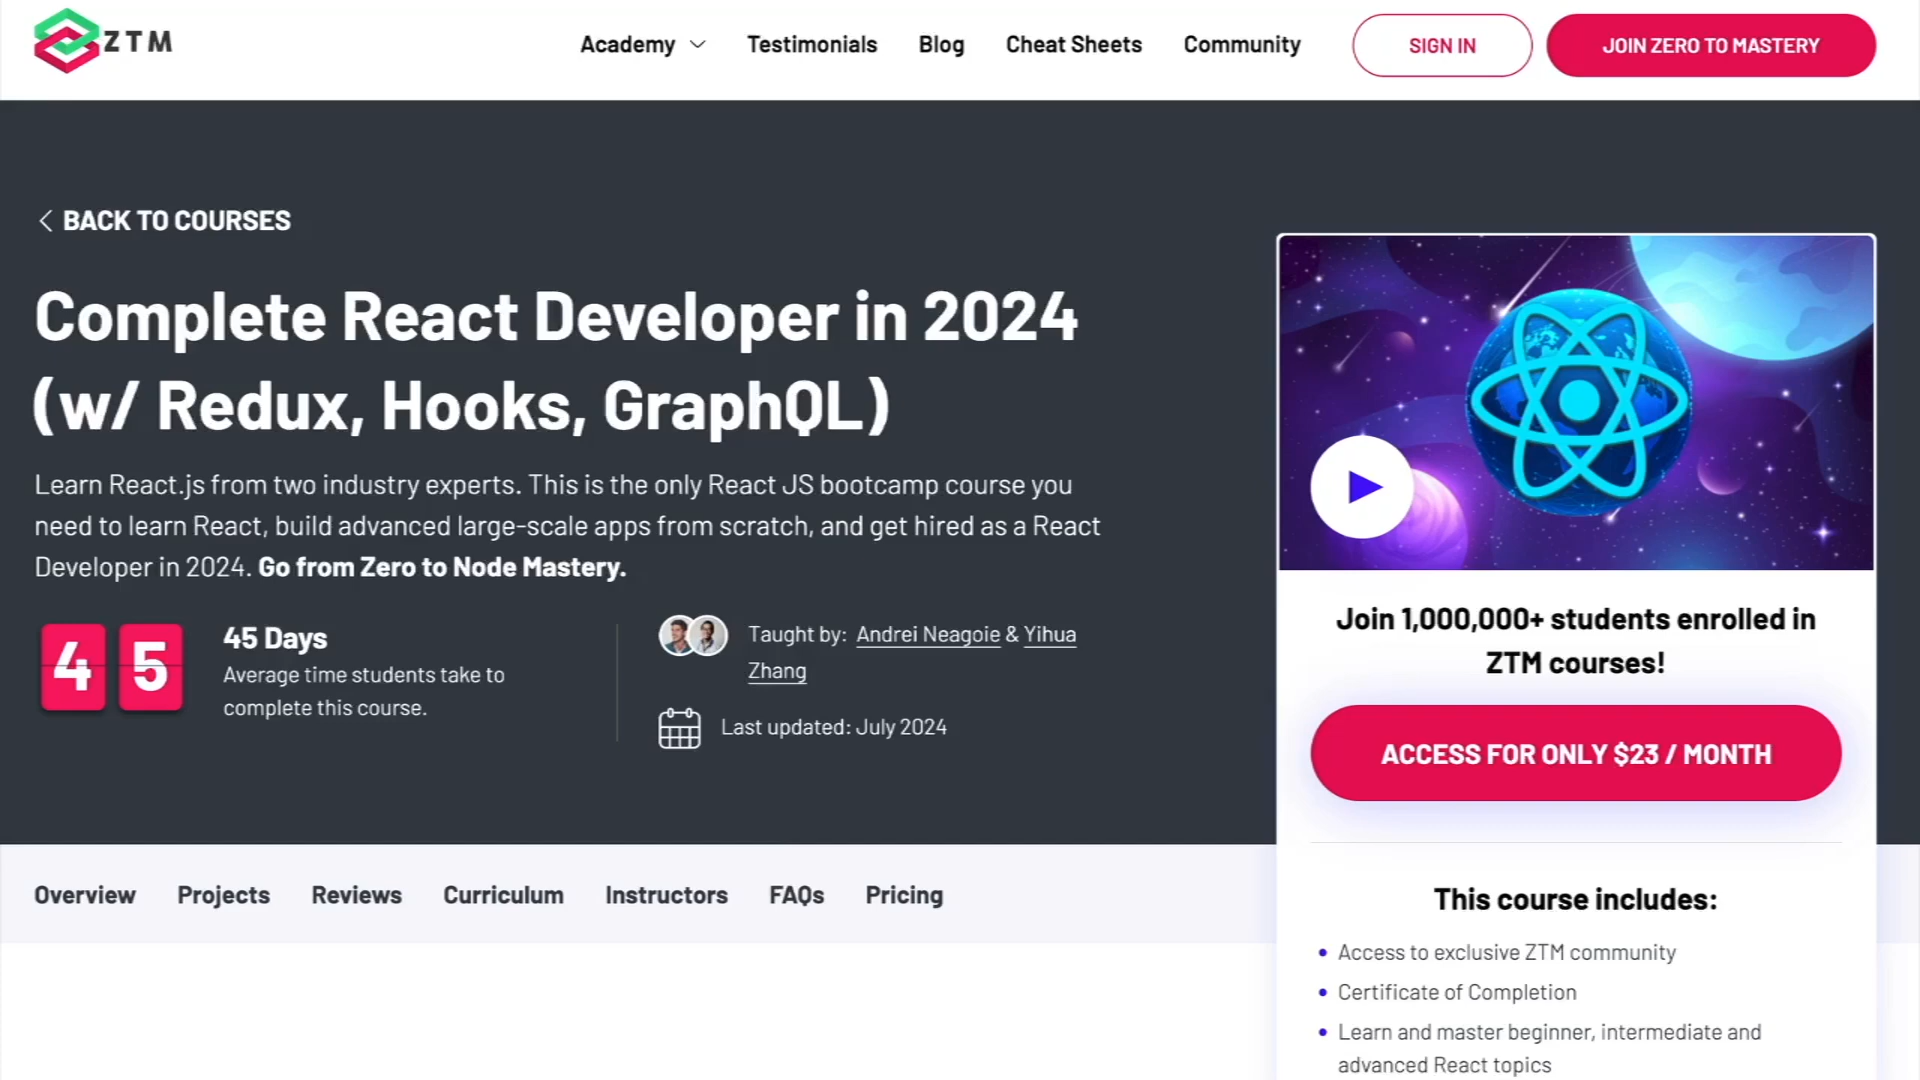 ZTM
Academy
Testimonials
Blog
Cheat Sheets
Community
SIGN IN
JOIN ZERO TO MASTERY
BACK TO COURSES
Complete React Developer in 2024
(w/ Redux, Hooks, GraphQL)
Learn React.js from two industry experts. This is the only React JS bootcamp course you
need to learn React, build advanced large-scale apps from scratch, and get hired as a React
Developer in 2024. Go from Zero to Node Mastery.
45
45 Days
Average time students take to
complete this course.
Taught by: Andrei Neagoie & Yihua
Zhang
Last updated: July 2024
Join 1,000,000+ students enrolled in
ZTM courses!
ACCESS FOR ONLY $23 / MONTH
Overview
Projects
Reviews
Curriculum
Instructors
FAQs
Pricing
This course includes:
• Access to exclusive ZTM community
• Certificate of Completion
• Learn and master beginner, intermediate and
advanced React topics